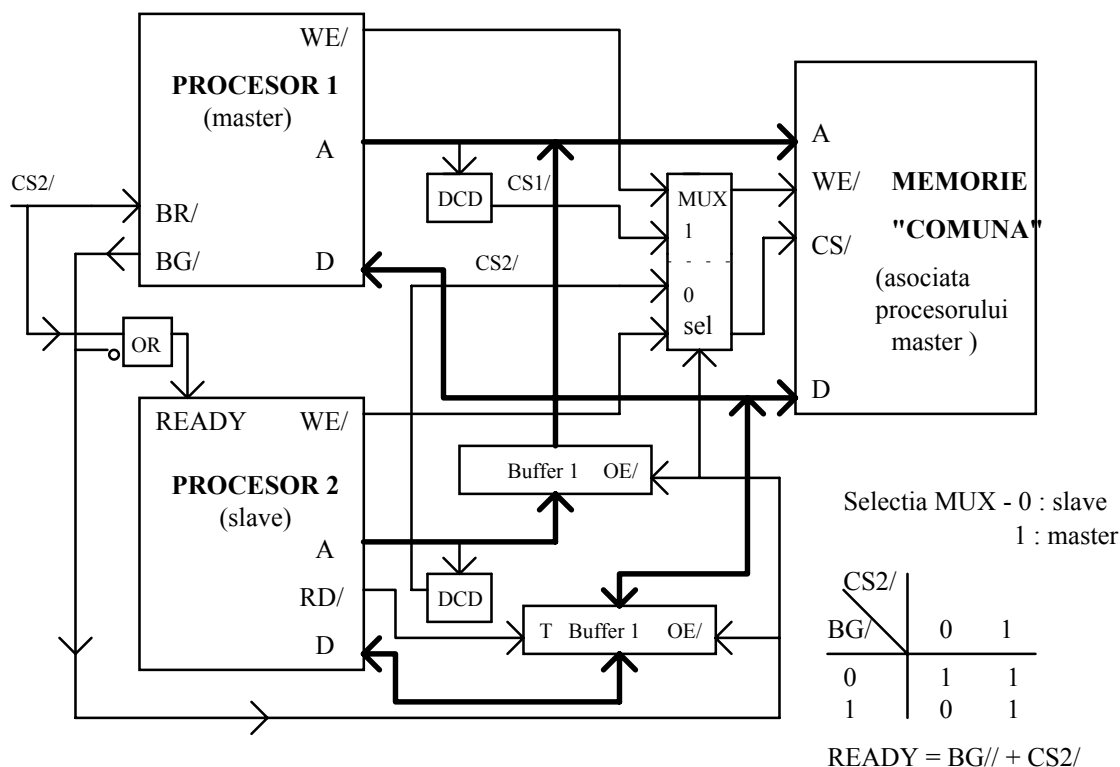 WE/
PROCESOR 1
(master)
A
CS2/
BR/
BG/
D
DCD
CS1/
CS2/
MUX
1
0
sel
A
WE/
MEMORIE
"COMUNA"
CS/
(asociata
procesorului
master )
D
OR
READY
WE/
PROCESOR 2
(slave)
A
RD/
D
Buffer 1 OE/
DCD
T Buffer 1 OE/
Selectia MUX - 0 : slave
1 : master
CS2/
BG/ 0 1
0 1 1
1 0 1
READY = BG// + CS2/